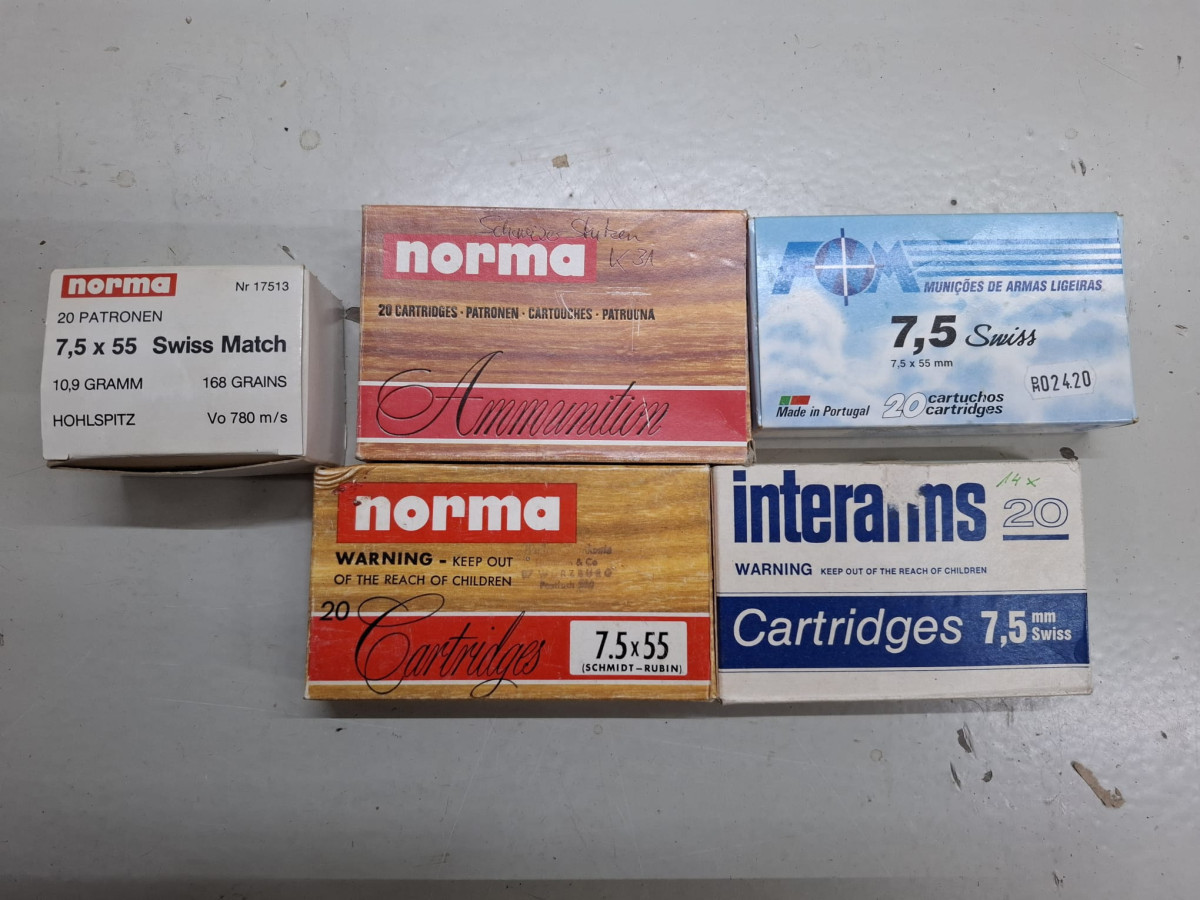 norma
Nr 17513
20 PATRONEN
7,5 x 55 Swiss Match
10,9 GRAMM 168 GRAINS
HOHLSPITZ Vo 780 m/s
norma
K 31
20 CARTRIDGES · PATRONEN · CARTOUCHES · PATRUUNA
Ammunition
MUNIÇÕES DE ARMAS LIGEIRAS
7,5 Swiss
7,5 x 55 mm
R024.20
Made in Portugal
20 cartuchos
cartridges
norma
WARNING - KEEP OUT
OF THE REACH OF CHILDREN
& Co
20 Cartridges
7.5x55
(SCHMIDT-RUBIN)
14x
interarms 20
WARNING KEEP OUT OF THE REACH OF CHILDREN
Cartridges 7,5 mm
Swiss